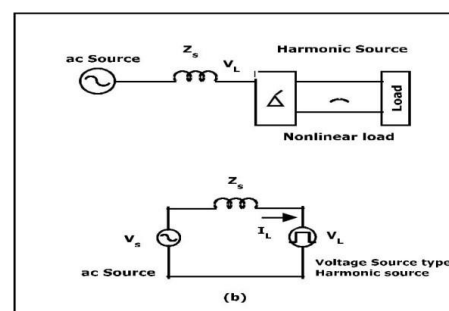 Zs
Harmonic Source
ac Source
VL
Load
Nonlinear load
Zs
IL
Vs
VL
ac Source
Voltage Source type
Harmonic source
(b)